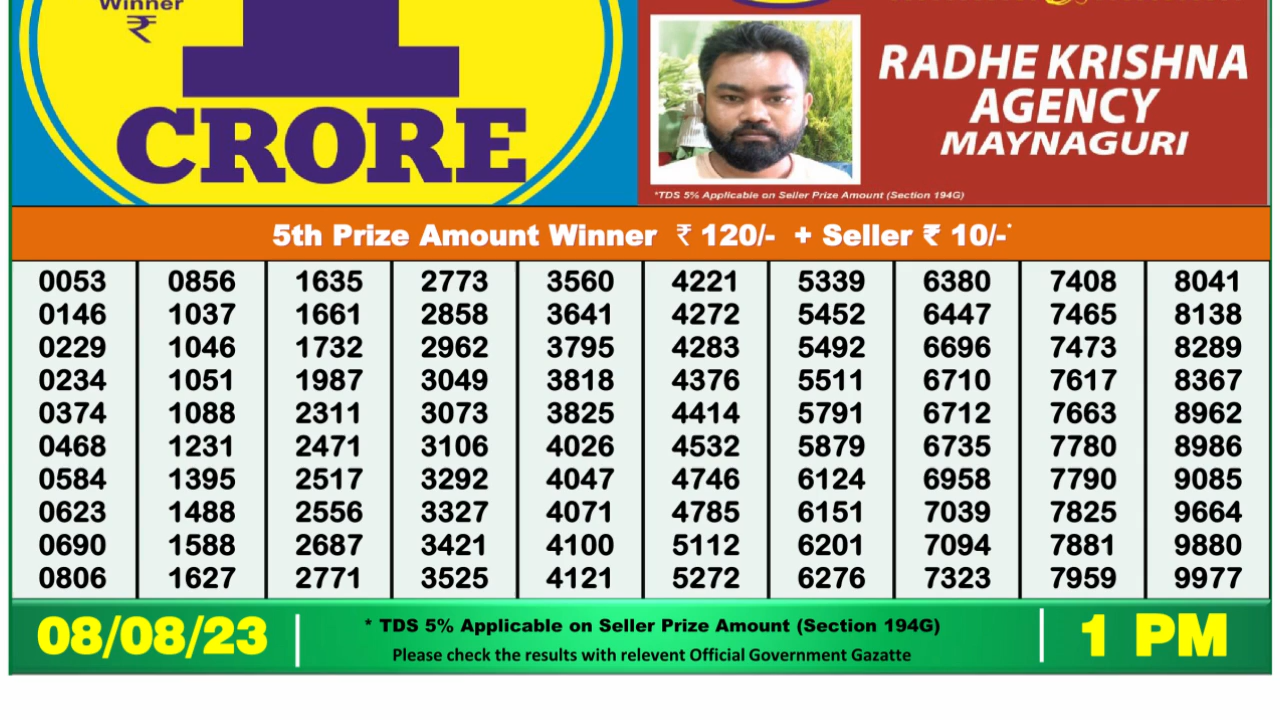 Winner
₹
1
CRORE
RADHE KRISHNA
AGENCY
MAYNAGURI
*TDS 5% Applicable on Seller Prize Amount (Section 194G)
5th Prize Amount Winner ₹ 120/- + Seller ₹ 10/-*
0053 0856 1635 2773 3560 4221 5339 6380 7408 8041
0146 1037 1661 2858 3641 4272 5452 6447 7465 8138
0229 1046 1732 2962 3795 4283 5492 6696 7473 8289
0234 1051 1987 3049 3818 4376 5511 6710 7617 8367
0374 1088 2311 3073 3825 4414 5791 6712 7663 8962
0468 1231 2471 3106 4026 4532 5879 6735 7780 8986
0584 1395 2517 3292 4047 4746 6124 6958 7790 9085
0623 1488 2556 3327 4071 4785 6151 7039 7825 9664
0690 1588 2687 3421 4100 5112 6201 7094 7881 9880
0806 1627 2771 3525 4121 5272 6276 7323 7959 9977
08/08/23
* TDS 5% Applicable on Seller Prize Amount (Section 194G)
Please check the results with relevent Official Government Gazatte
1 PM